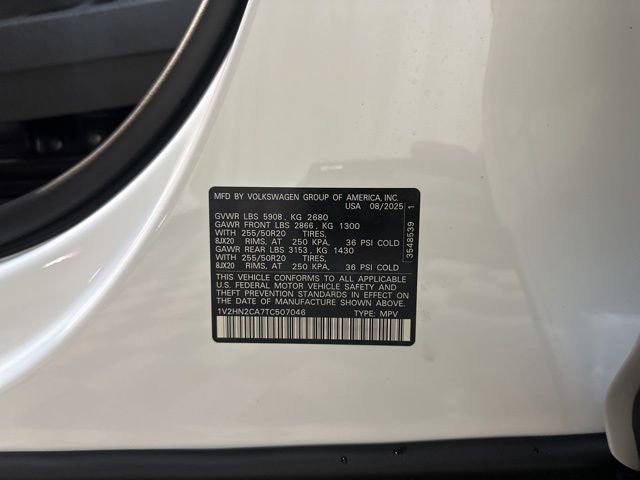 MFD BY VOLKSWAGEN GROUP OF AMERICA, INC.
USA 08/2025
GVWR LBS 5908, KG 2680
GAWR FRONT LBS 2866, KG 1300
WITH 255/50R20 TIRES,
8JX20 RIMS, AT 250 KPA, 36 PSI COLD
GAWR REAR LBS 3153, KG 1430
WITH 255/50R20 TIRES,
8JX20 RIMS, AT 250 KPA, 36 PSI COLD
THIS VEHICLE CONFORMS TO ALL APPLICABLE
U.S. FEDERAL MOTOR VEHICLE SAFETY AND
THEFT PREVENTION STANDARDS IN EFFECT ON
THE DATE OF MANUFACTURE SHOWN ABOVE.
1V2HN2CA7TC507046 TYPE: MPV
3548539 1